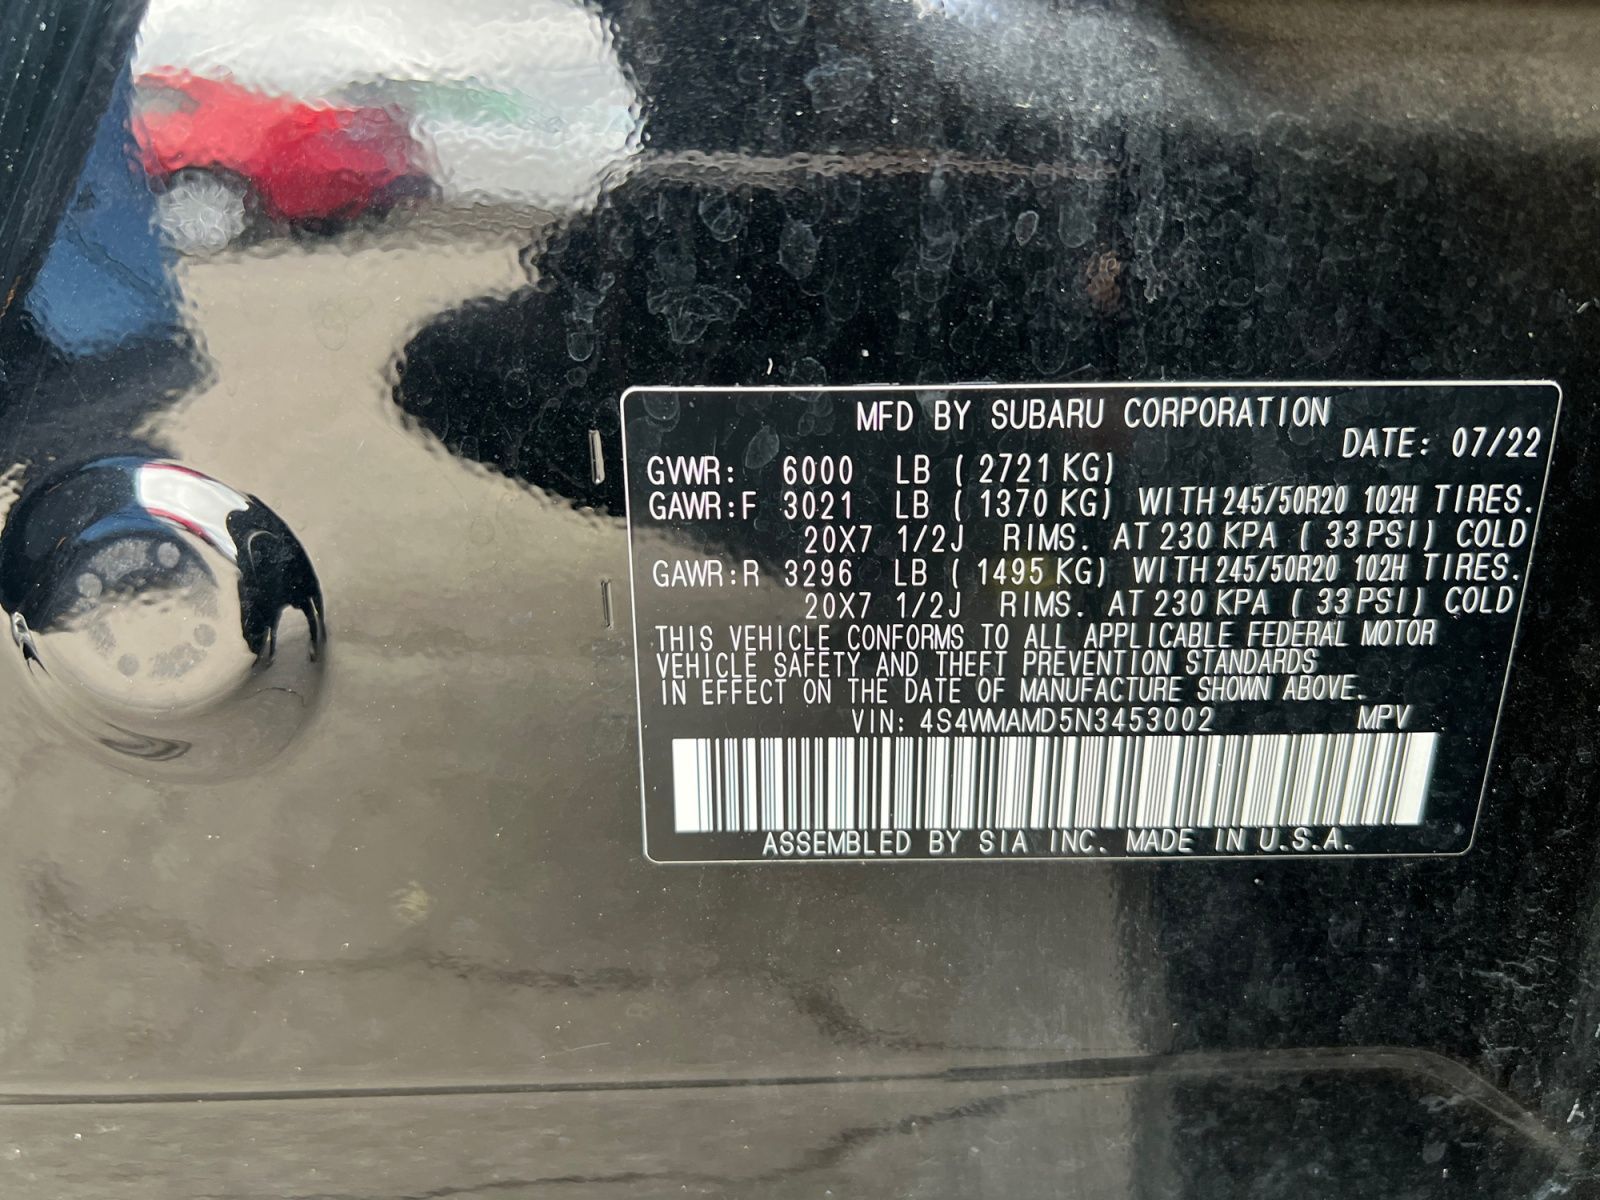 MFD BY SUBARU CORPORATION
DATE: 07/22
GVWR: 6000 LB ( 2721 KG)
GAWR:F 3021 LB ( 1370 KG) WITH 245/50R20 102H TIRES.
20X7 1/2J RIMS. AT 230 KPA ( 33 PSI) COLD
GAWR:R 3296 LB ( 1495 KG) WITH 245/50R20 102H TIRES.
20X7 1/2J RIMS. AT 230 KPA ( 33 PSI) COLD
THIS VEHICLE CONFORMS TO ALL APPLICABLE FEDERAL MOTOR
VEHICLE SAFETY AND THEFT PREVENTION STANDARDS
IN EFFECT ON THE DATE OF MANUFACTURE SHOWN ABOVE.
VIN: 4S4WMAMD5N3453002 MPV
ASSEMBLED BY SIA INC. MADE IN U.S.A.